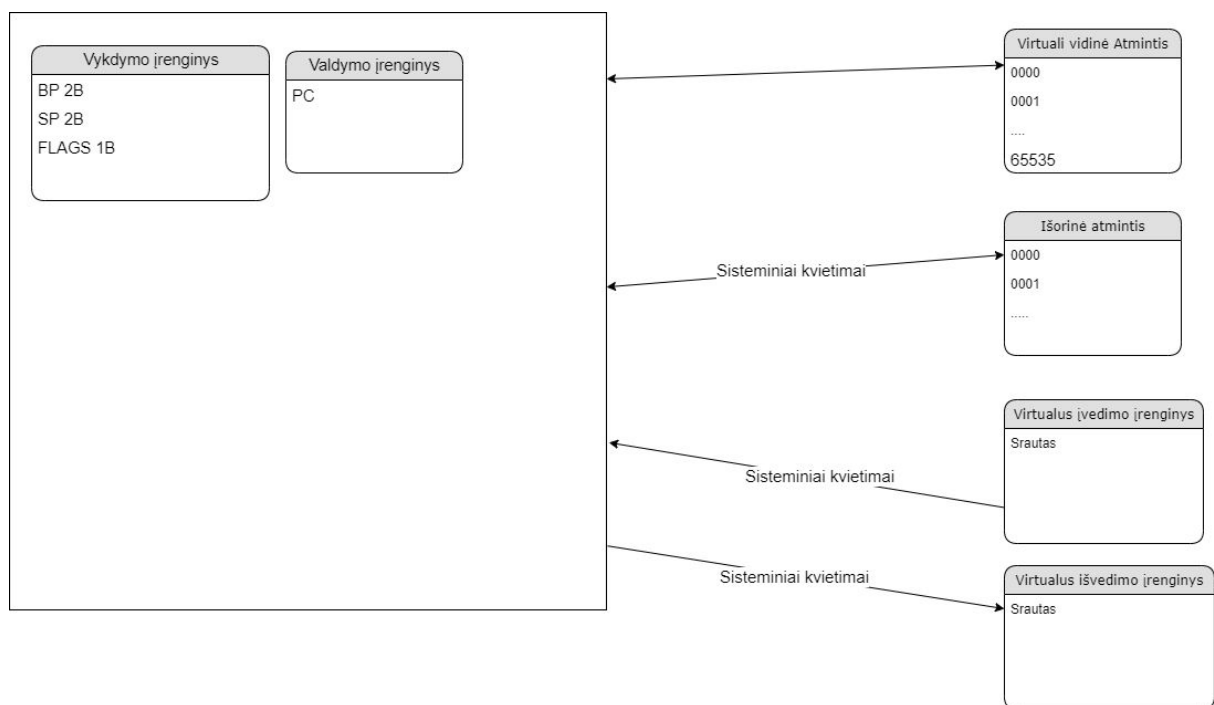 Vykdymo įrenginys
BP 2B
SP 2B
FLAGS 1B
Valdymo įrenginys
PC
Virtuali vidinė Atmintis
0000
0001
....
65535
Sisteminiai kvietimai
Išorinė atmintis
0000
0001
.....
Sisteminiai kvietimai
Virtualus įvedimo įrenginys
Srautas
Sisteminiai kvietimai
Virtualus išvedimo įrenginys
Srautas